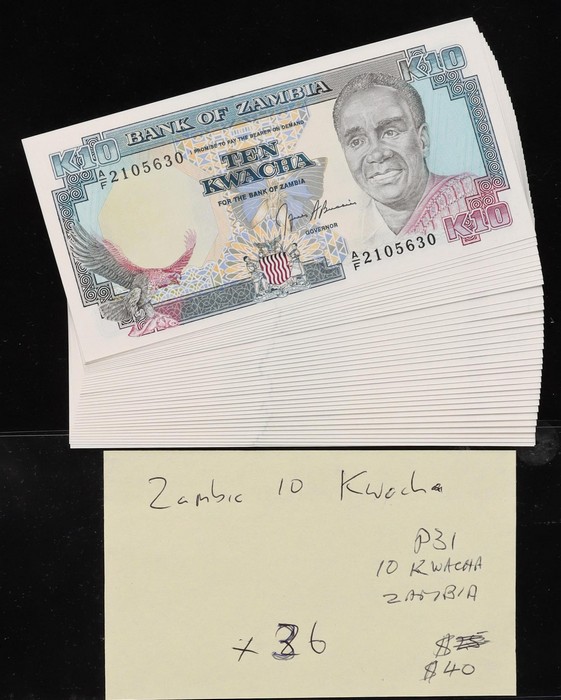 K10
BANK OF ZAMBIA
K10
PROMISE TO PAY THE BEARER ON DEMAND
A/F 2105630
TEN
KWACHA
FOR THE BANK OF ZAMBIA
GOVERNOR
K10
A/F 2105630
Zambia 10 Kwacha
P31
10 KWACHA
ZAMBIA
x 36
$40